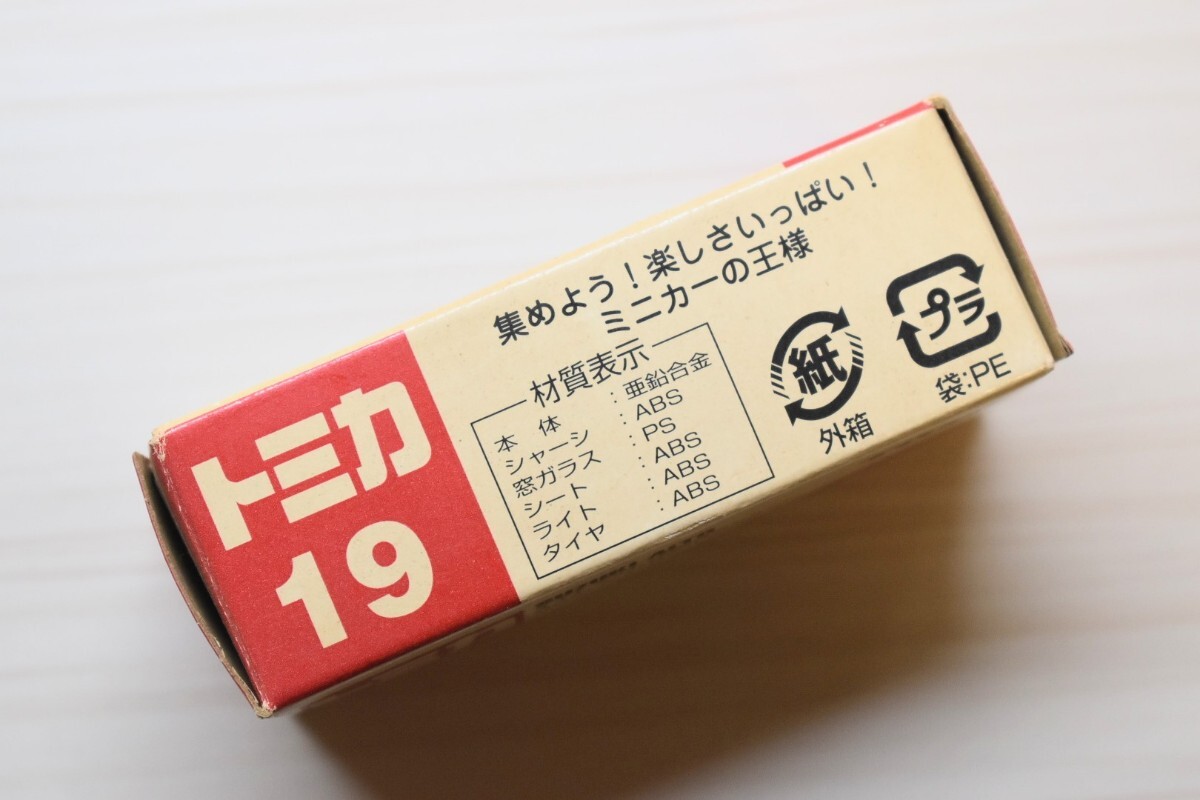 トミカ
19
集めよう！楽しさいっぱい！
ミニカーの王様
材質表示
本体：亜鉛合金
シャーシ：ABS
窓ガラス：PS
シート：ABS
ライト：ABS
タイヤ：ABS
紙
外箱
プラ
袋:PE